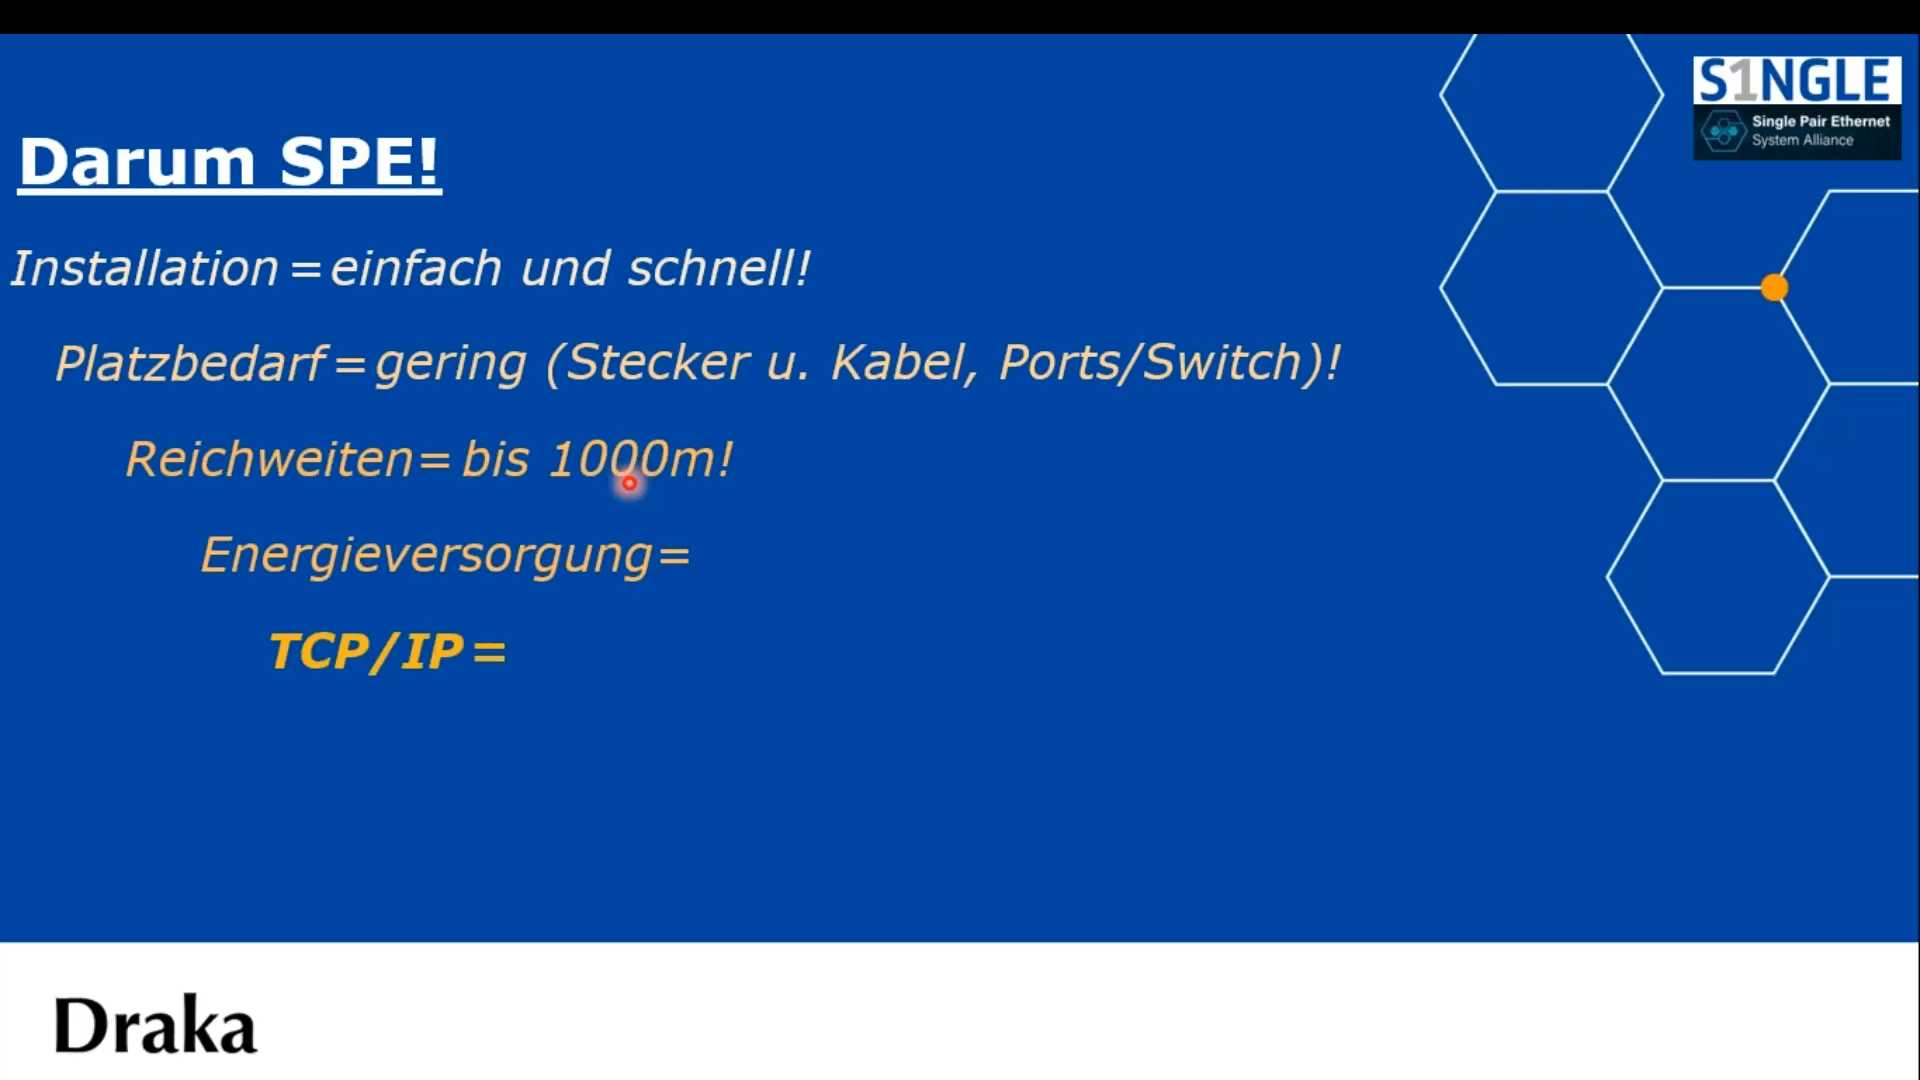 S1NGLE
Single Pair Ethernet
System Alliance
Darum SPE!
Installation = einfach und schnell!
Platzbedarf = gering (Stecker u. Kabel, Ports/Switch)!
Reichweiten = bis 1000m!
Energieversorgung =
TCP/IP =
Draka